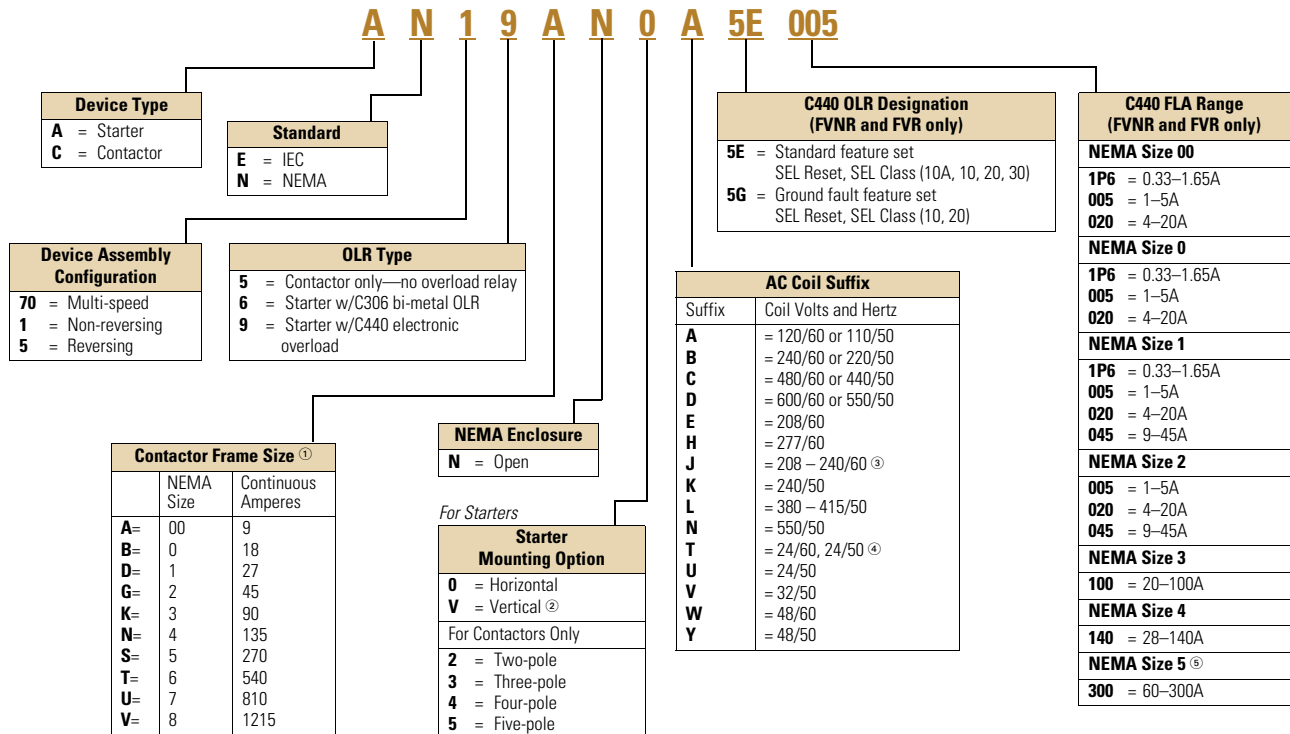 A N 1 9 A N 0 A 5E 005
Device Type
A = Starter
C = Contactor
Standard
E = IEC
N = NEMA
Device Assembly
Configuration
70 = Multi-speed
1 = Non-reversing
5 = Reversing
OLR Type
5 = Contactor only—no overload relay
6 = Starter w/C306 bi-metal OLR
9 = Starter w/C440 electronic
overload
Contactor Frame Size ①
NEMA Size Continuous Amperes
A= 00 9
B= 0 18
D= 1 27
G= 2 45
K= 3 90
N= 4 135
S= 5 270
T= 6 540
U= 7 810
V= 8 1215
NEMA Enclosure
N = Open
For Starters
Starter
Mounting Option
0 = Horizontal
V = Vertical ②
For Contactors Only
2 = Two-pole
3 = Three-pole
4 = Four-pole
5 = Five-pole
AC Coil Suffix
Suffix Coil Volts and Hertz
A = 120/60 or 110/50
B = 240/60 or 220/50
C = 480/60 or 440/50
D = 600/60 or 550/50
E = 208/60
H = 277/60
J = 208 – 240/60 ③
K = 240/50
L = 380 – 415/50
N = 550/50
T = 24/60, 24/50 ④
U = 24/50
V = 32/50
W = 48/60
Y = 48/50
C440 OLR Designation
(FVNR and FVR only)
5E = Standard feature set
SEL Reset, SEL Class (10A, 10, 20, 30)
5G = Ground fault feature set
SEL Reset, SEL Class (10, 20)
C440 FLA Range
(FVNR and FVR only)
NEMA Size 00
1P6 = 0.33–1.65A
005 = 1–5A
020 = 4–20A
NEMA Size 0
1P6 = 0.33–1.65A
005 = 1–5A
020 = 4–20A
NEMA Size 1
1P6 = 0.33–1.65A
005 = 1–5A
020 = 4–20A
045 = 9–45A
NEMA Size 2
005 = 1–5A
020 = 4–20A
045 = 9–45A
NEMA Size 3
100 = 20–100A
NEMA Size 4
140 = 28–140A
NEMA Size 5 ⑤
300 = 60–300A